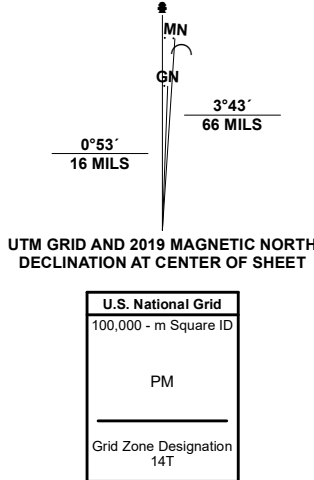 MN
GN
3°43´
66 MILS
0°53´
16 MILS
UTM GRID AND 2019 MAGNETIC NORTH
DECLINATION AT CENTER OF SHEET
U.S. National Grid
100,000 - m Square ID
PM
Grid Zone Designation
14T